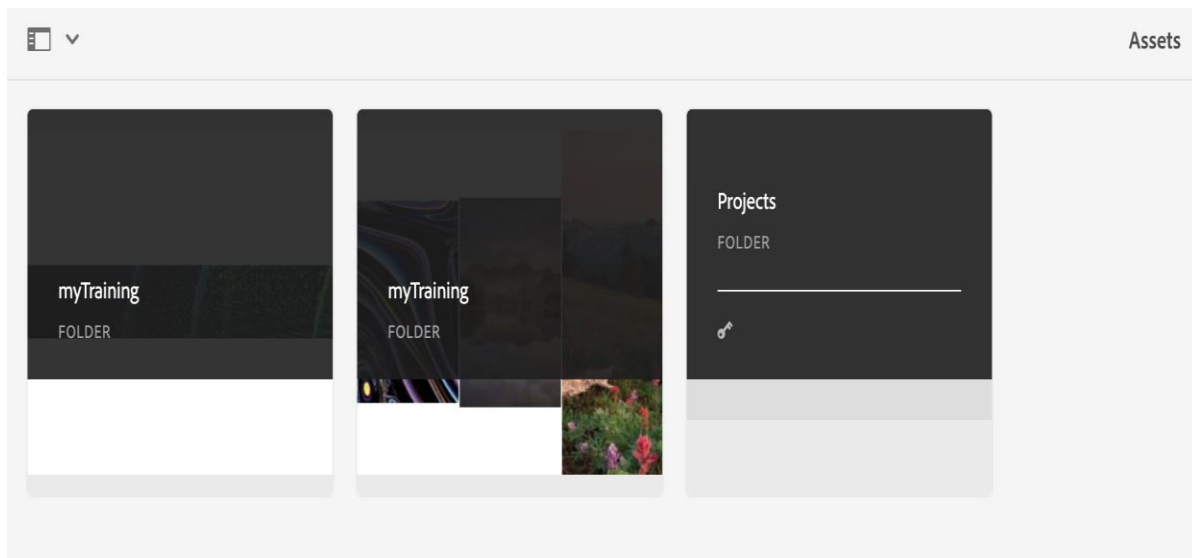 Assets
myTraining
FOLDER
myTraining
FOLDER
Projects
FOLDER